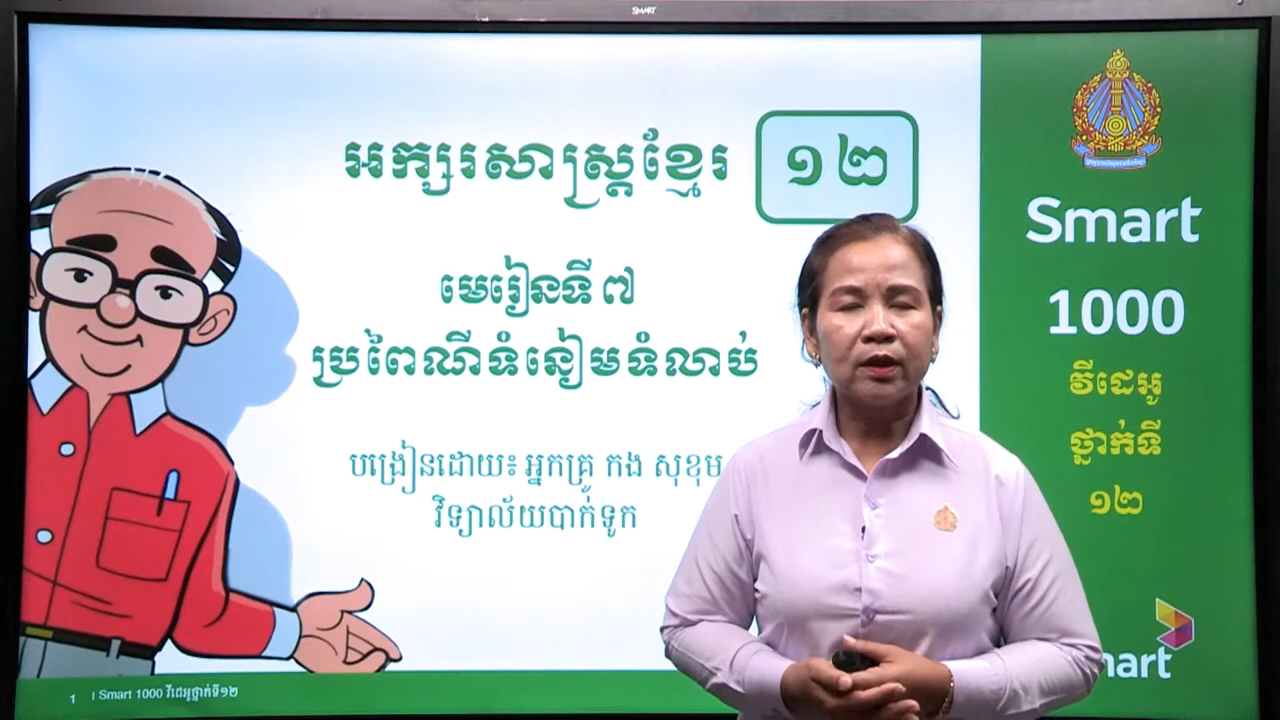 SMART
អក្សរសាស្ត្រខ្មែរ ១២
មេរៀនទី ៧
ប្រពៃណីទំនៀមទំលាប់
បង្រៀនដោយ៖ អ្នកគ្រូ កង សុខុម
វិទ្យាល័យបាក់ទូក
Smart
1000
វីដេអូ
ថ្នាក់ទី
១២
mart
1 | Smart 1000 វីដេអូថ្នាក់ទី១២